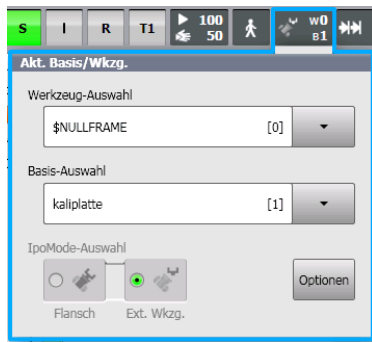 S I R T1 100 50 W0 B1
Akt. Basis/Wkzg.
Werkzeug-Auswahl
$NULLFRAME [0]
Basis-Auswahl
kaliplatte [1]
IpoMode-Auswahl
Optionen
Flansch Ext. Wkzg.